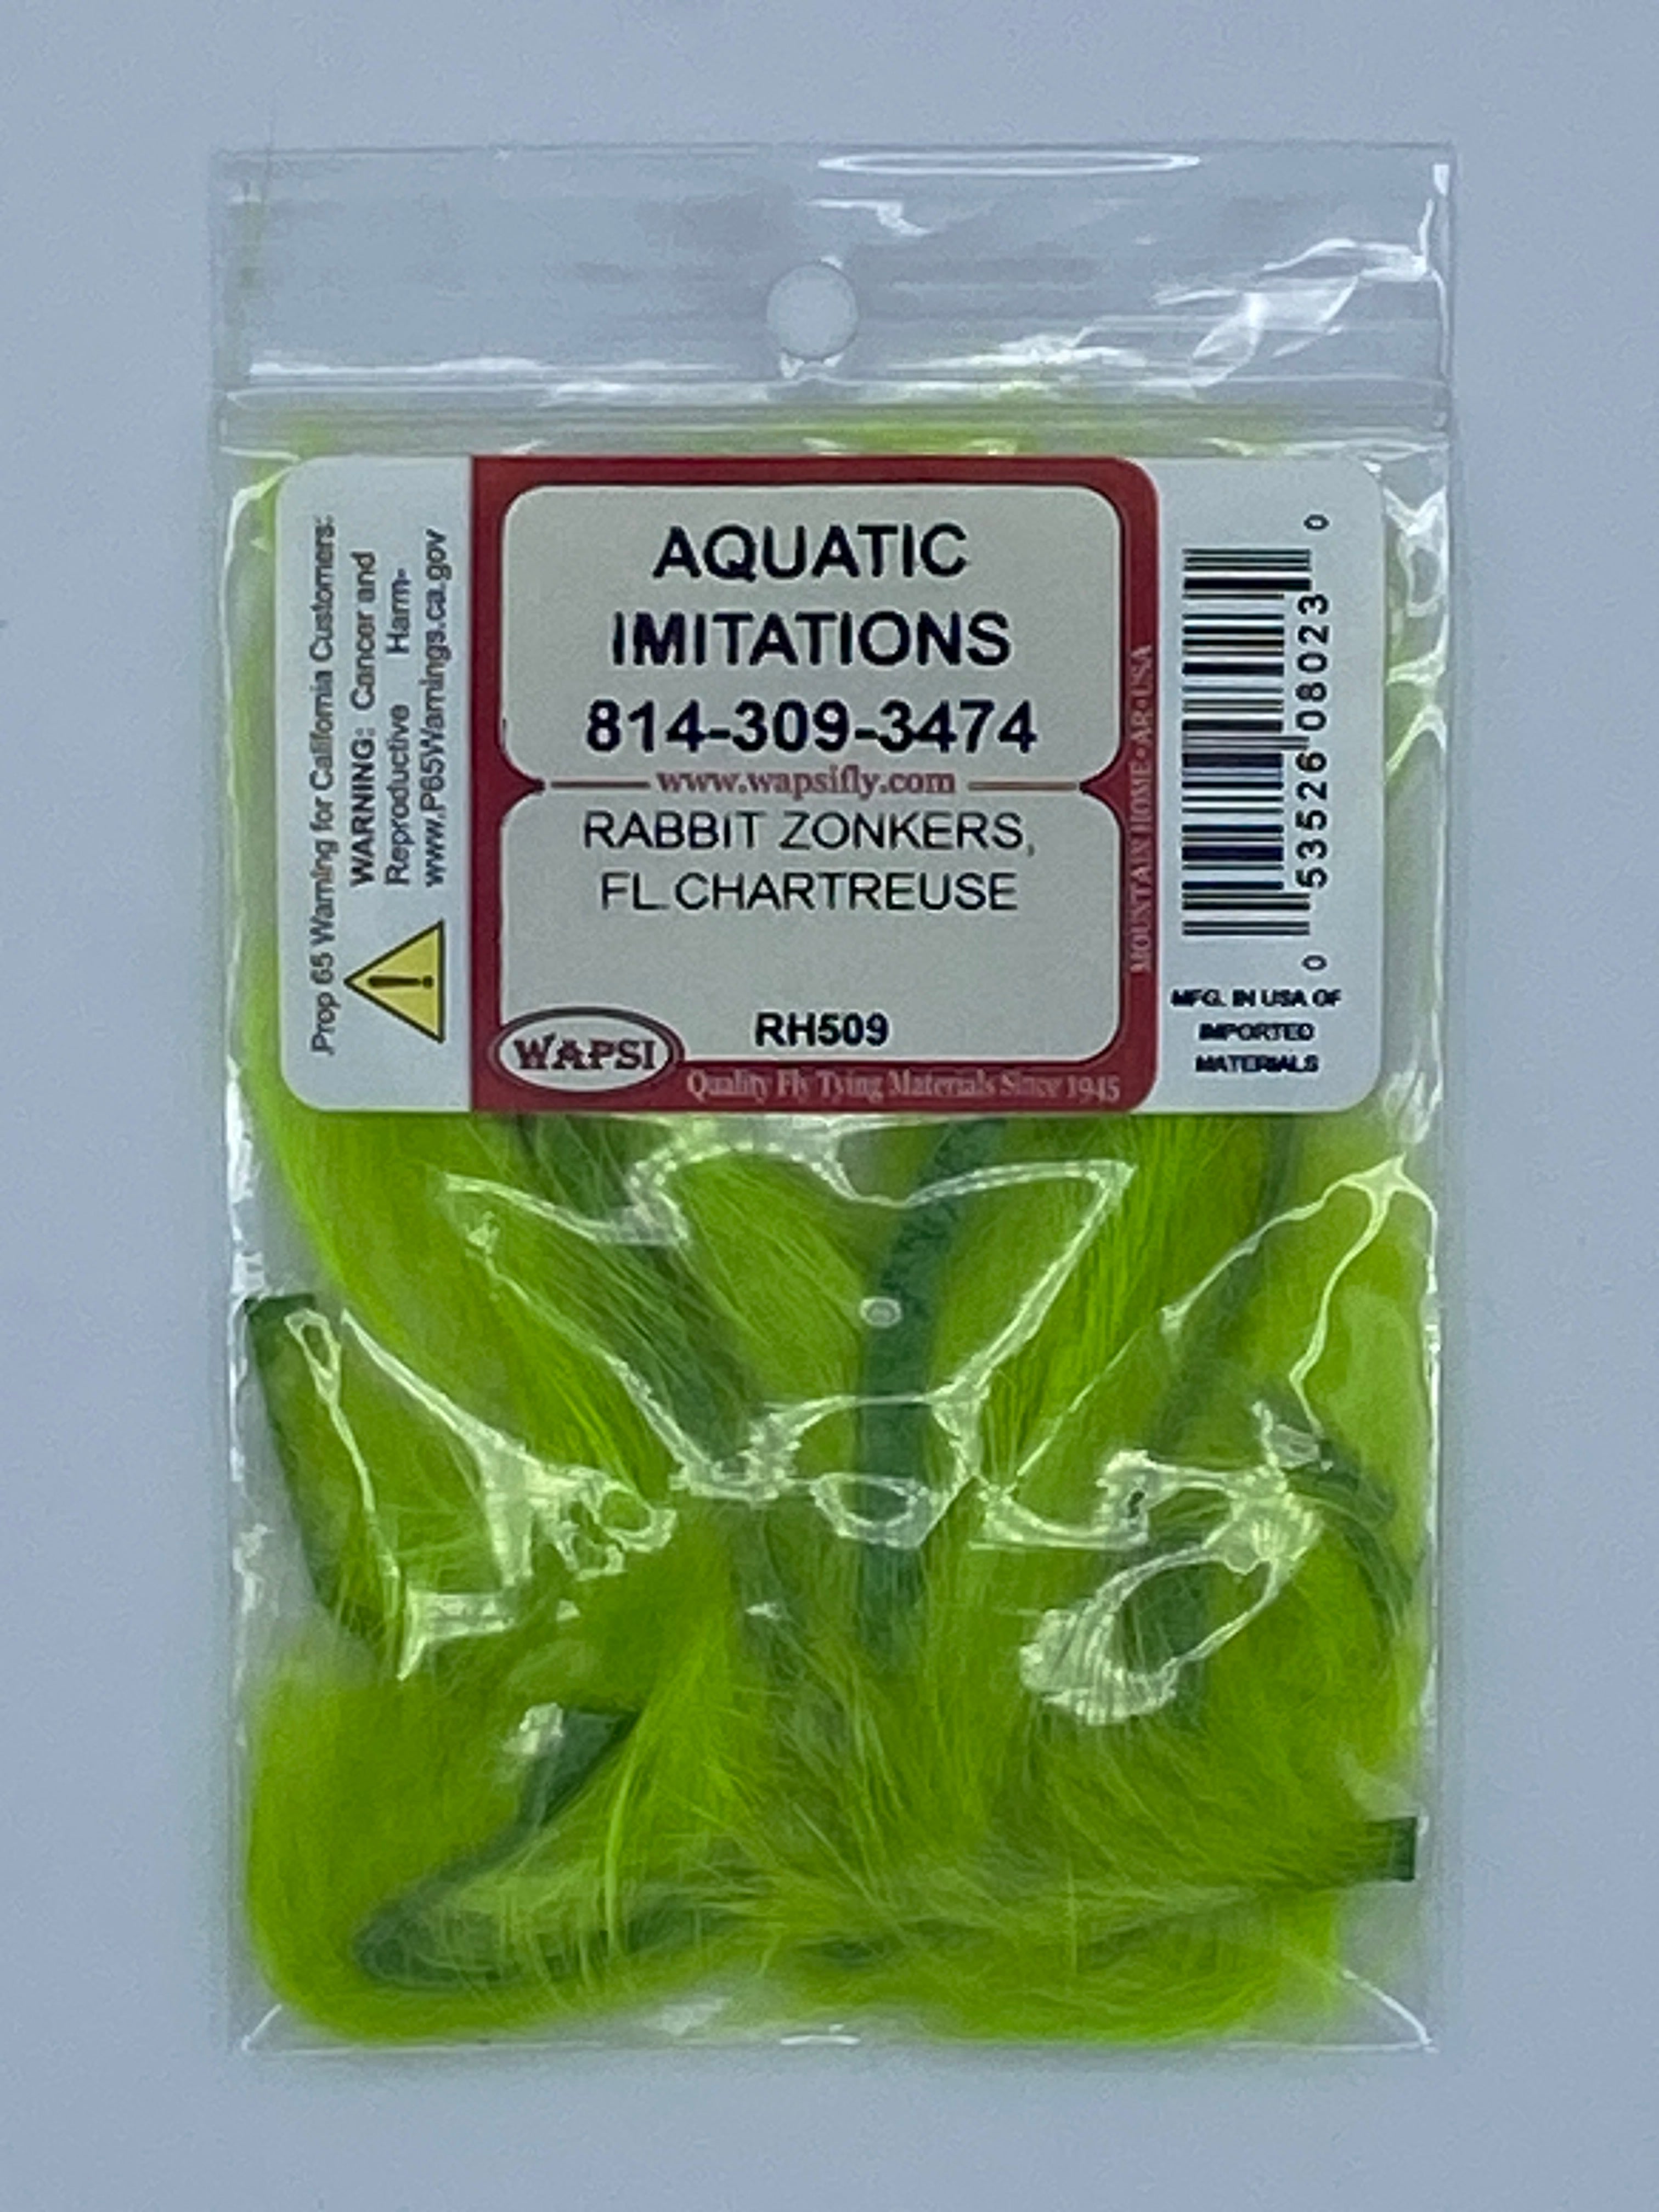 Prop 65 Warning for California Customers:
WARNING: Cancer and
Reproductive Harm-
www.P65Warnings.ca.gov
AQUATIC
IMITATIONS
814-309-3474
www.wapsifly.com
RABBIT ZONKERS,
FL.CHARTREUSE
RH509
WAPSI
Quality Fly Tying Materials Since 1945
MOUNTAIN HOME·AR·USA
0 53526 08023 0
MFG. IN USA OF
IMPORTED
MATERIALS